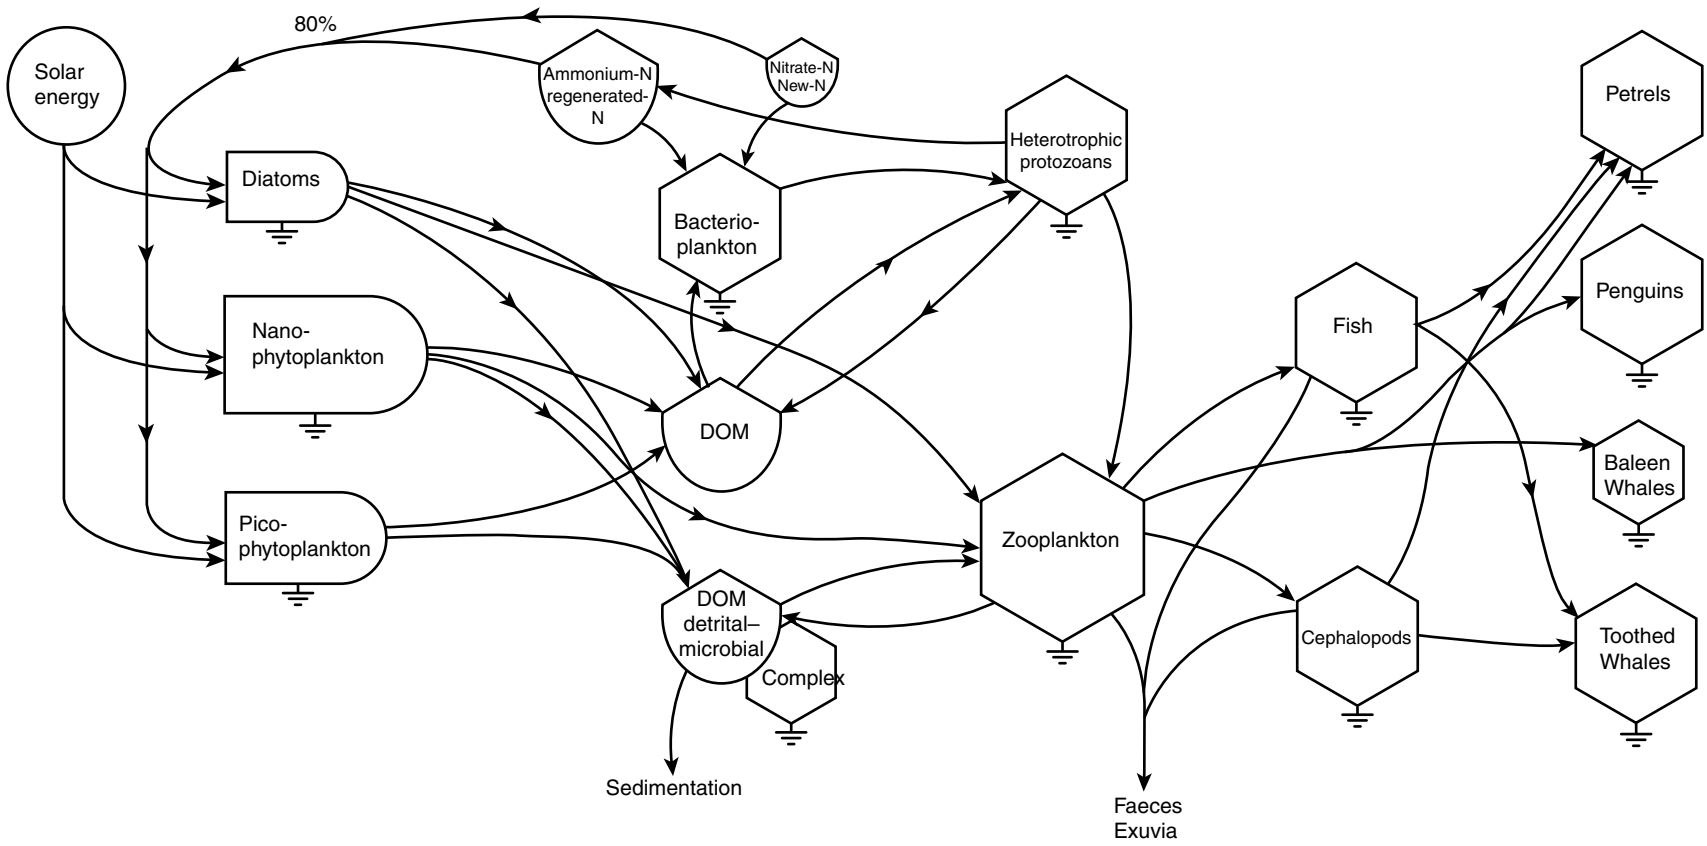 80%
Solar
energy
Ammonium-N
regenerated-
N
Nitrate-N
New-N
Heterotrophic
protozoans
Petrels
Diatoms
Bacterio-
plankton
Penguins
Nano-
phytoplankton
Fish
DOM
Baleen
Whales
Pico-
phytoplankton
Zooplankton
DOM
detrital–
microbial
Complex
Cephalopods
Toothed
Whales
Sedimentation
Faeces
Exuvia